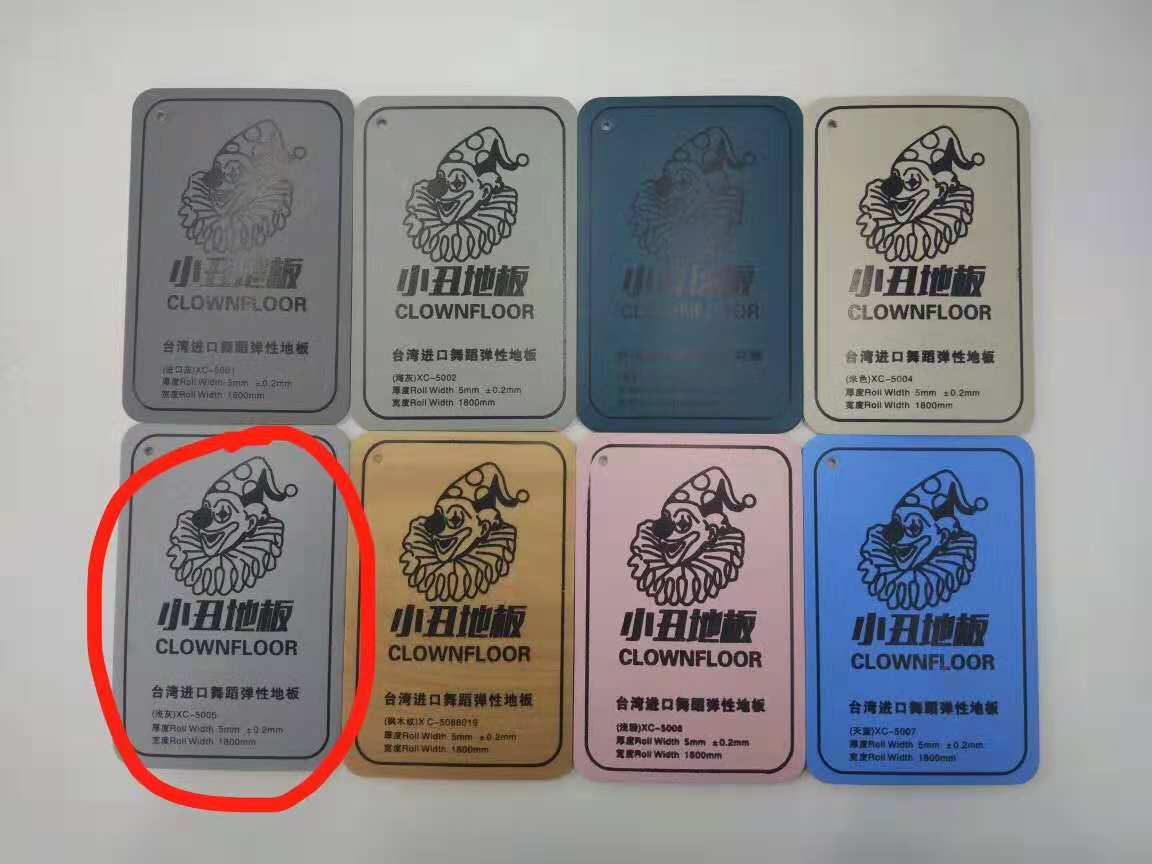 小丑地板
CLOWNFLOOR
台湾进口舞蹈弹性地板
(进口灰)XC-5001
厚度Roll Width 5mm ±0.2mm
宽度Roll Width 1800mm
小丑地板
CLOWNFLOOR
台湾进口舞蹈弹性地板
(海灰)XC-5002
厚度Roll Width 5mm ±0.2mm
宽度Roll Width 1800mm
小丑地板
CLOWNFLOOR
小丑地板
CLOWNFLOOR
台湾进口舞蹈弹性地板
(米色)XC-5004
厚度Roll Width 5mm ±0.2mm
宽度Roll Width 1800mm
小丑地板
CLOWNFLOOR
台湾进口舞蹈弹性地板
(浅灰)XC-5005
厚度Roll Width 5mm ±0.2mm
宽度Roll Width 1800mm
小丑地板
CLOWNFLOOR
台湾进口舞蹈弹性地板
(枫木纹)XC-5088019
厚度Roll Width 5mm ±0.2mm
宽度Roll Width 1800mm
小丑地板
CLOWNFLOOR
台湾进口舞蹈弹性地板
(浅粉)XC-5006
厚度Roll Width 5mm ±0.2mm
宽度Roll Width 1800mm
小丑地板
CLOWNFLOOR
台湾进口舞蹈弹性地板
(天蓝)XC-5007
厚度Roll Width 5mm ±0.2mm
宽度Roll Width 1800mm